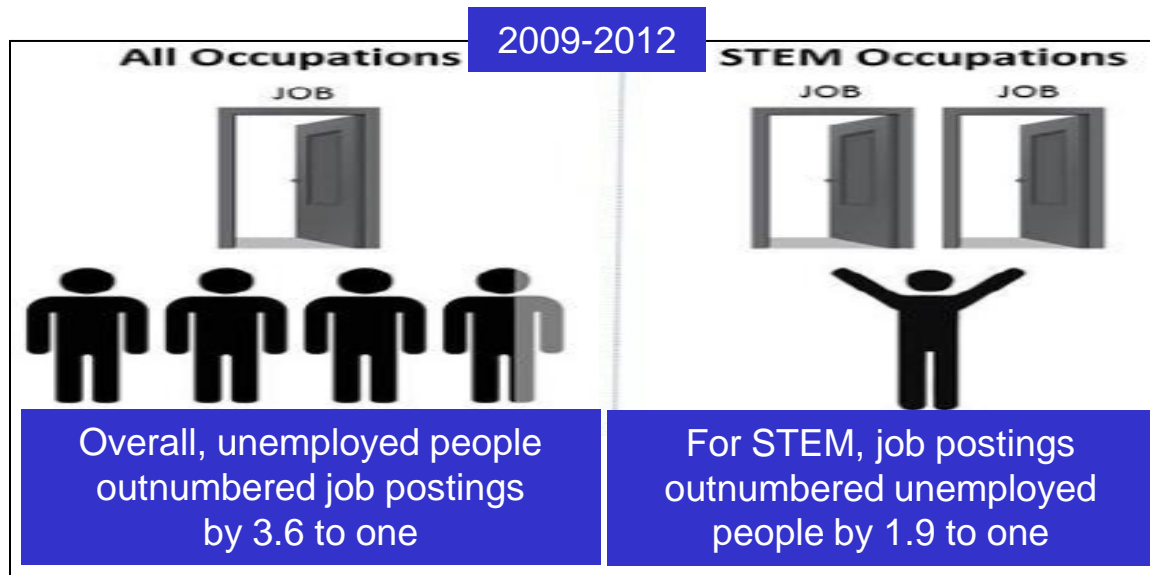 2009-2012
All Occupations
STEM Occupations
JOB
JOB
JOB
Overall, unemployed people
outnumbered job postings
by 3.6 to one
For STEM, job postings
outnumbered unemployed
people by 1.9 to one